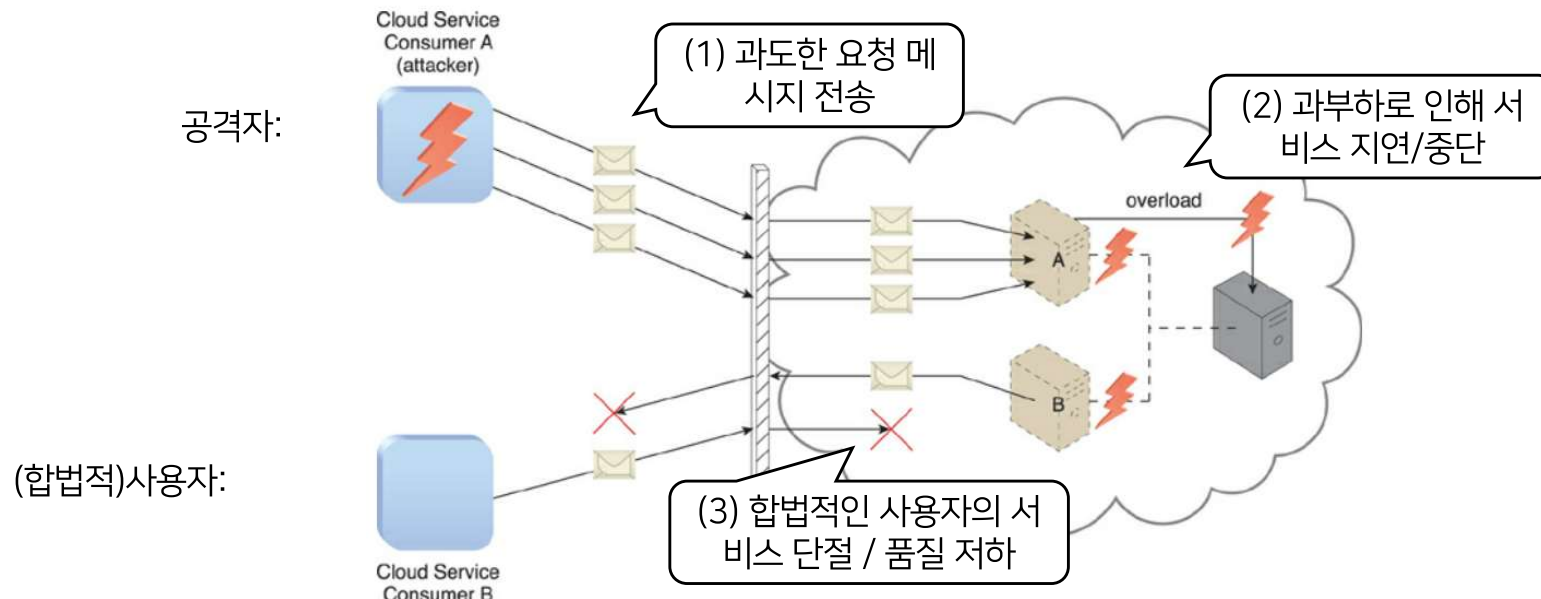 Cloud Service
Consumer A
(attacker)
(1) 과도한 요청 메
시지 전송
(2) 과부하로 인해 서
비스 지연/중단
공격자:
overload
A
B
(합법적)사용자:
(3) 합법적인 사용자의 서
비스 단절 / 품질 저하
Cloud Service
Consumer B